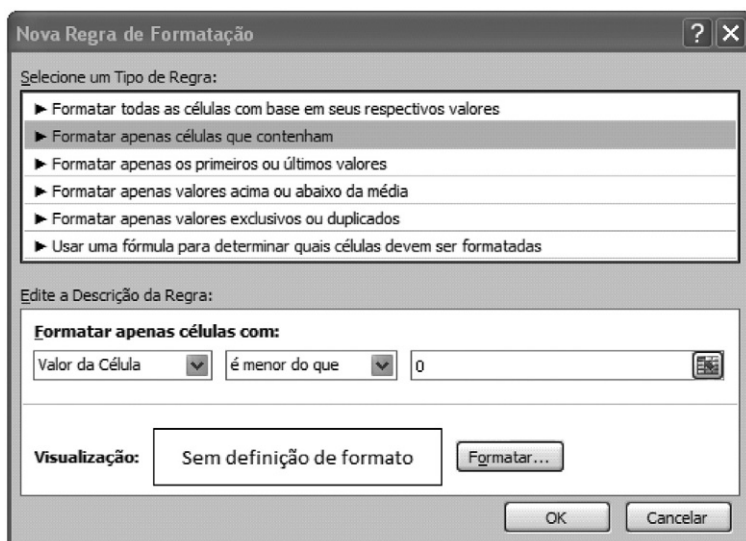 Nova Regra de Formatação
Selecione um Tipo de Regra:
► Formatar todas as células com base em seus respectivos valores
► Formatar apenas células que contenham
► Formatar apenas os primeiros ou últimos valores
► Formatar apenas valores acima ou abaixo da média
► Formatar apenas valores exclusivos ou duplicados
► Usar uma fórmula para determinar quais células devem ser formatadas
Edite a Descrição da Regra:
Formatar apenas células com:
Valor da Célula é menor do que 0
Visualização: Sem definição de formato Formatar...
OK Cancelar